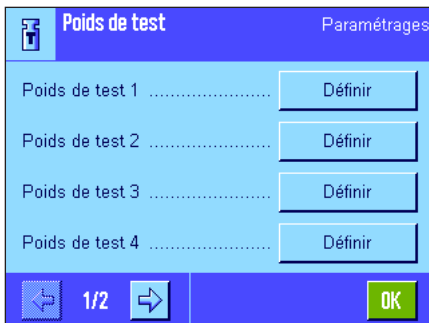 Poids de test Paramétrages
Poids de test 1 ....................... Définir
Poids de test 2 ....................... Définir
Poids de test 3 ....................... Définir
Poids de test 4 ....................... Définir
1/2 OK